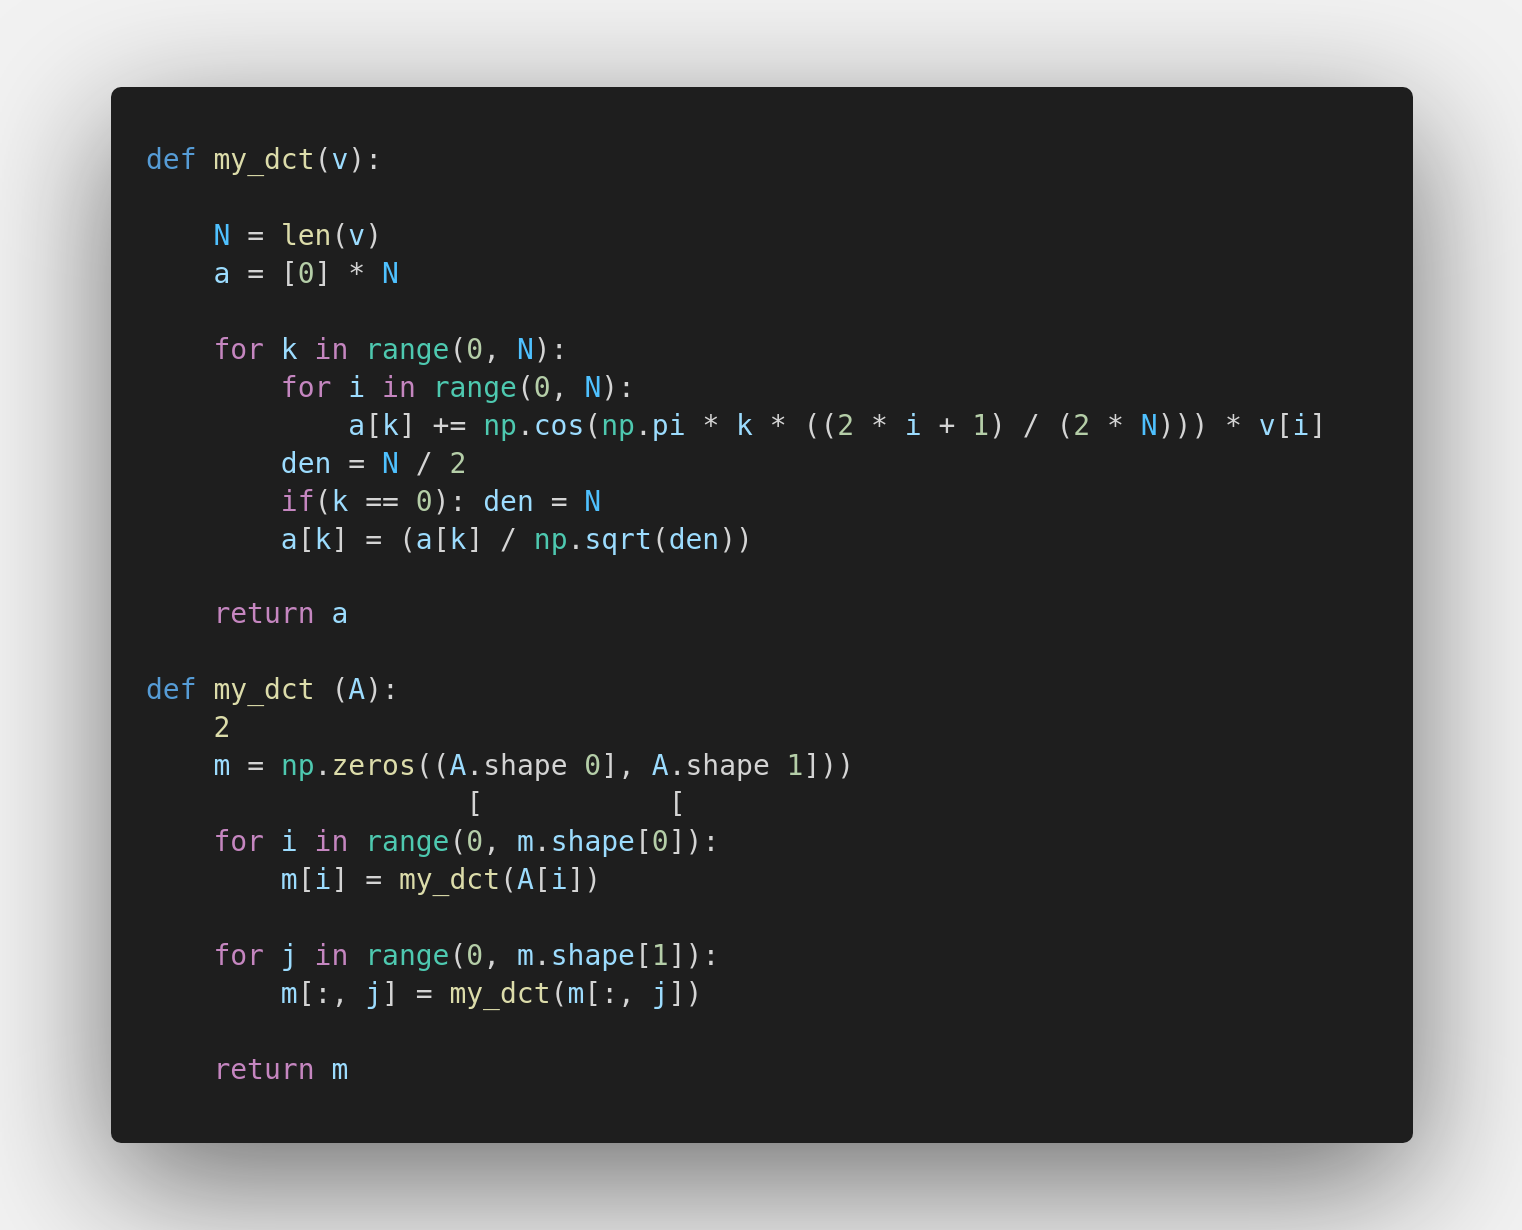 def my_dct(v):
    N = len(v)
    a = [0] * N
    for k in range(0, N):
        for i in range(0, N):
            a[k] += np.cos(np.pi * k * ((2 * i + 1) / (2 * N))) * v[i]
        den = N / 2
        if(k == 0): den = N
        a[k] = (a[k] / np.sqrt(den))
    return a
def my_dct (A):
    2
    m = np.zeros((A.shape 0], A.shape 1]))
                   [           [
    for i in range(0, m.shape[0]):
        m[i] = my_dct(A[i])
    for j in range(0, m.shape[1]):
        m[:, j] = my_dct(m[:, j])
    return m